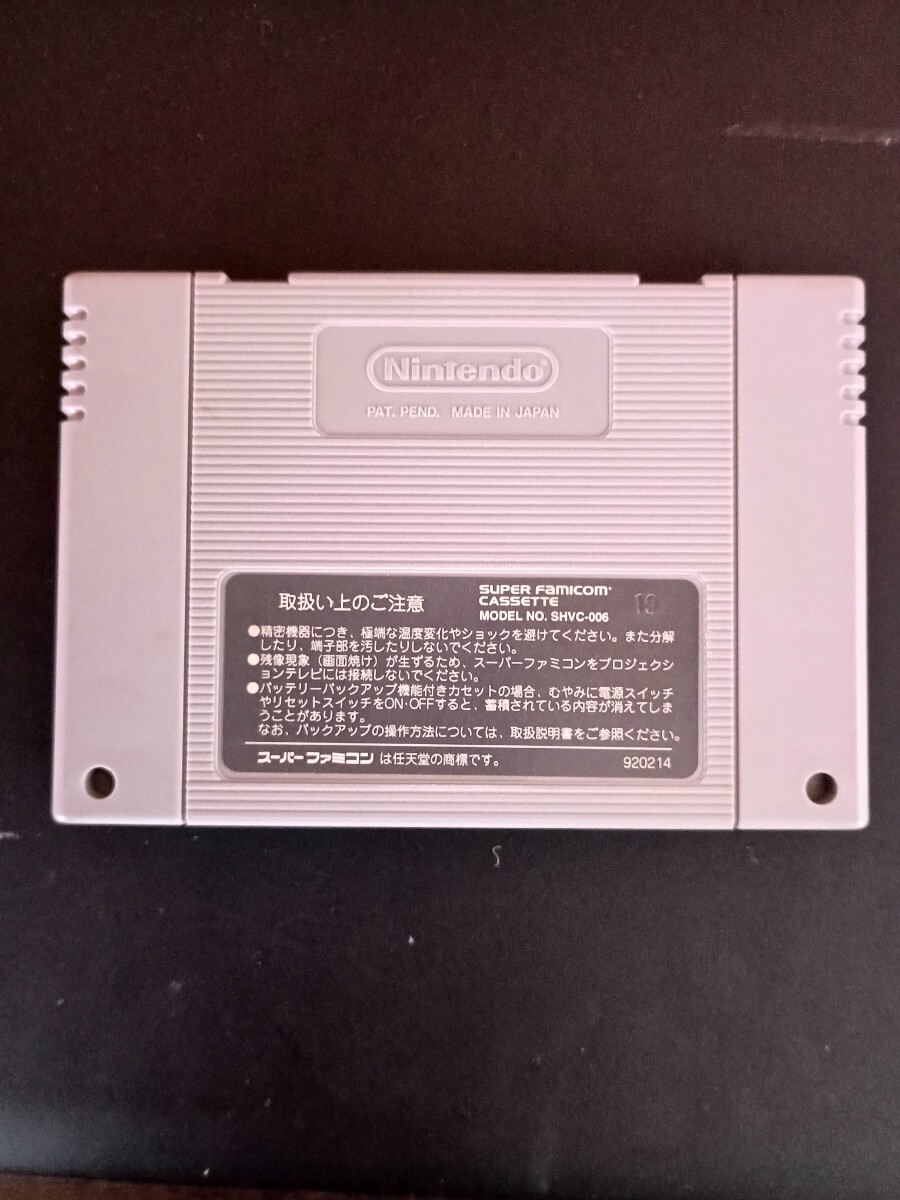 Nintendo®
PAT. PEND. MADE IN JAPAN
取扱い上のご注意
SUPER FAMICOM®
CASSETTE
MODEL NO. SHVC-006
19
●精密機器につき、極端な温度変化やショックを避けてください。また分解
したり、端子部を汚したりしないでください。
●残像現象（画面焼け）が生ずるため、スーパーファミコンをプロジェクシ
ョンテレビには接続しないでください。
●バッテリーバックアップ機能付きカセットの場合、むやみに電源スイッチ
やリセットスイッチをON・OFFすると、蓄積されている内容が消えてしま
うことがあります。
なお、バックアップの操作方法については、取扱説明書をご参照ください。
スーパーファミコン は任天堂の商標です。
920214